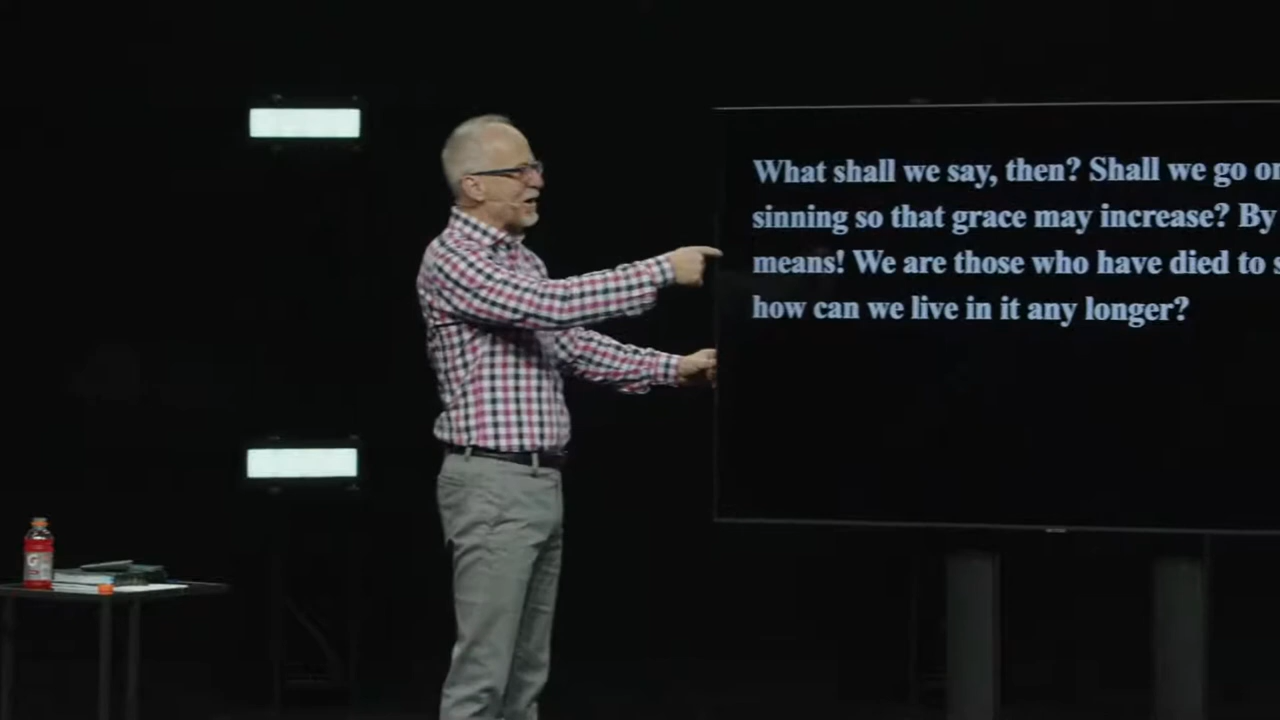 What shall we say, then? Shall we go on
sinning so that grace may increase? By
means! We are those who have died to
how can we live in it any longer?
G